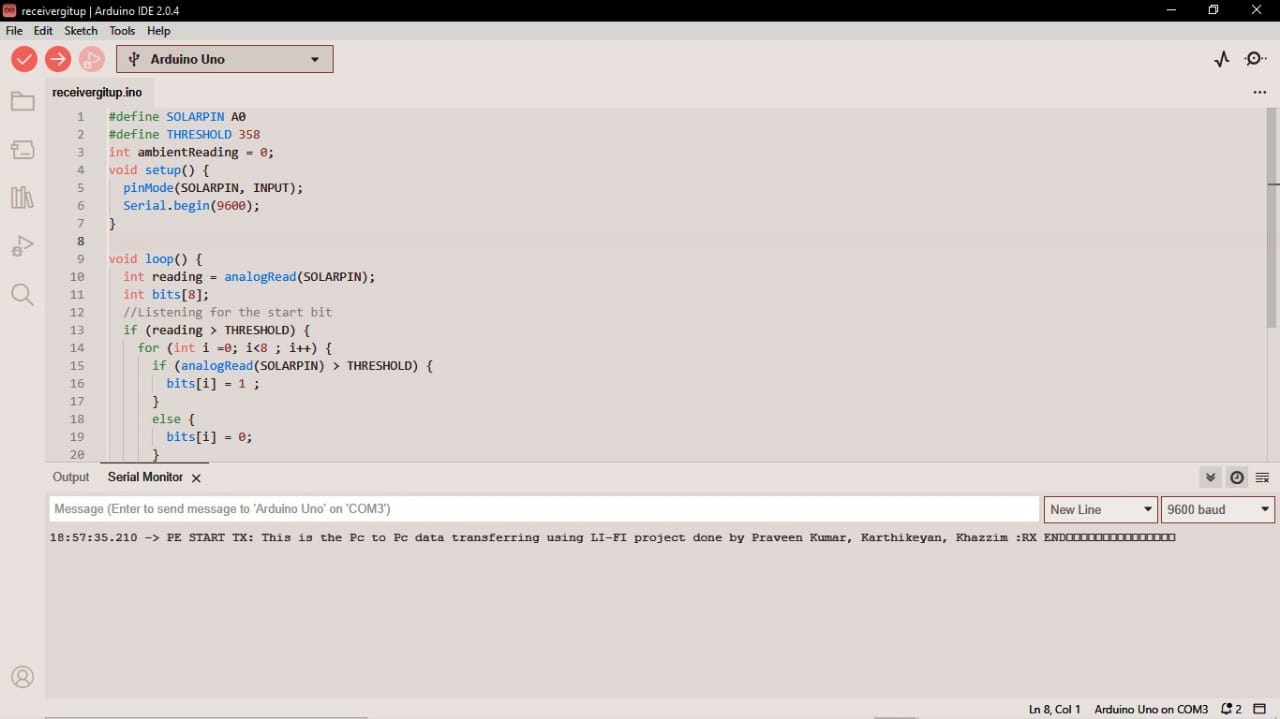 receivergitup | Arduino IDE 2.0.4
File Edit Sketch Tools Help
Arduino Uno
receivergitup.ino
1 #define SOLARPIN A0
2 #define THRESHOLD 358
3 int ambientReading = 0;
4 void setup() {
5 pinMode(SOLARPIN, INPUT);
6 Serial.begin(9600);
7 }
8
9 void loop() {
10 int reading = analogRead(SOLARPIN);
11 int bits[8];
12 //Listening for the start bit
13 if (reading > THRESHOLD) {
14 for (int i =0; i<8 ; i++) {
15 if (analogRead(SOLARPIN) > THRESHOLD) {
16 bits[i] = 1 ;
17 }
18 else {
19 bits[i] = 0;
20 }
Output Serial Monitor
Message (Enter to send message to 'Arduino Uno' on 'COM3') New Line 9600 baud
18:57:35.210 -> PE START TX: This is the Pc to Pc data transferring using LI-FI project done by Praveen Kumar, Karthikeyan, Khazzim :RX END□□□□□□□□□□□□□□□
Ln 8, Col 1 Arduino Uno on COM3 2